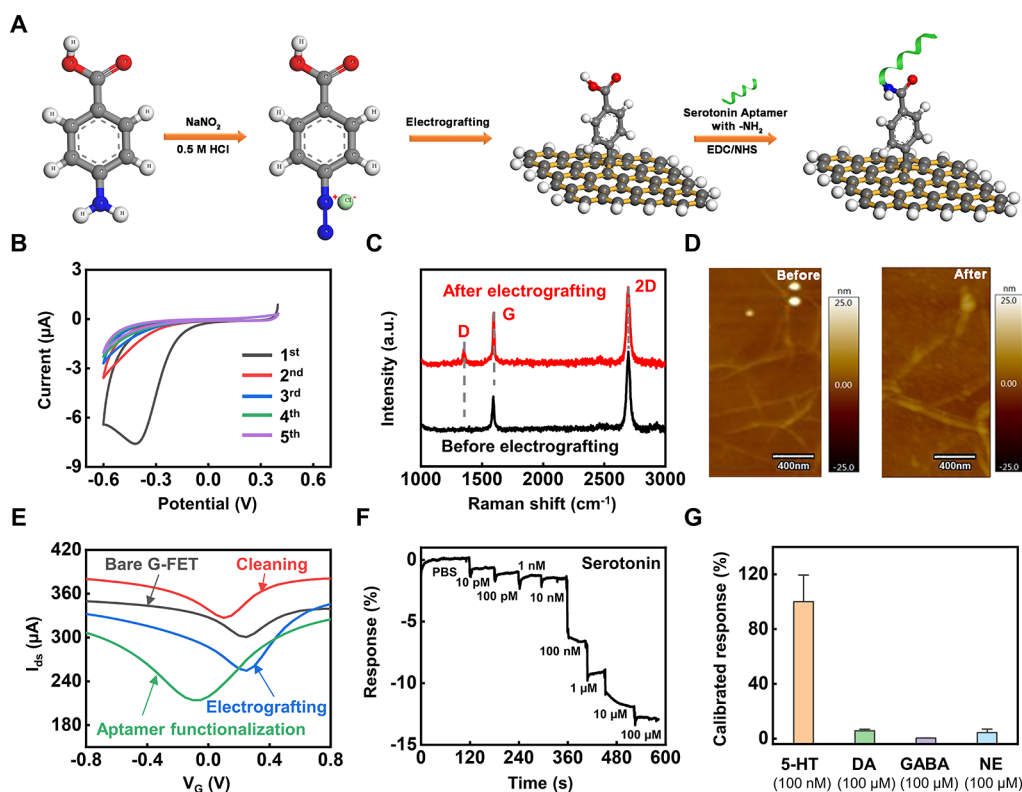 A
NaNO₂
0.5 M HCl
Electrografting
Serotonin Aptamer
with -NH₂
EDC/NHS
H
H
H
H
H
H
H
H
H
H
H
H
+
Cl
-
B
Current (µA)
3
0
-3
-6
-9
1ˢᵗ
2ⁿᵈ
3ʳᵈ
4ᵗʰ
5ᵗʰ
-0.6
-0.3
0.0
0.3
0.6
Potential (V)
C
Intensity (a.u.)
After electrografting
D
G
2D
Before electrografting
1000
1500
2000
2500
3000
Raman shift (cm⁻¹)
D
Before
400nm
nm
25.0
0.00
-25.0
After
400nm
nm
25.0
0.00
-25.0
E
I_ds (µA)
420
360
300
240
180
Bare G-FET
Cleaning
Electrografting
Aptamer functionalization
-0.8
-0.4
0.0
0.4
0.8
V_G (V)
F
Response (%)
0
-5
-10
-15
Serotonin
PBS
10 pM
100 pM
1 nM
10 nM
100 nM
1 µM
10 µM
100 µM
0
120
240
360
480
600
Time (s)
G
Calibrated response (%)
120
80
40
0
5-HT
(100 nM)
DA
(100 µM)
GABA
(100 µM)
NE
(100 µM)